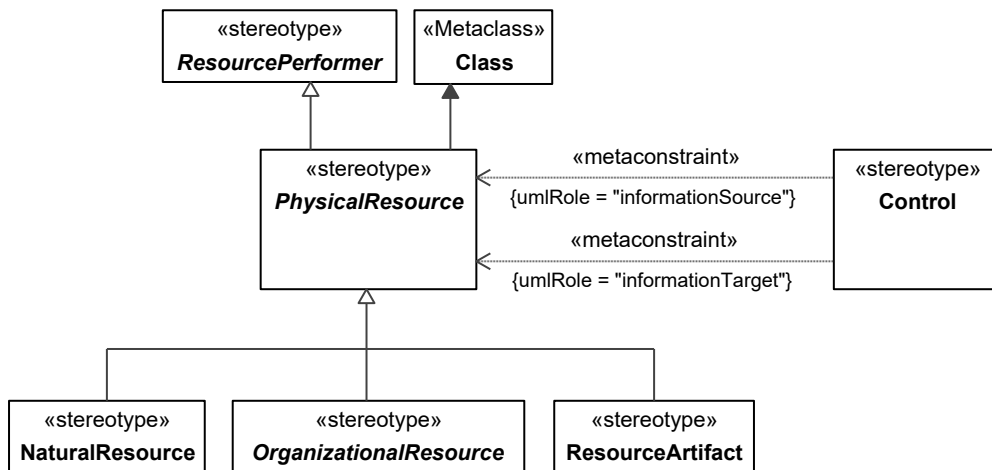 «stereotype»
ResourcePerformer
«Metaclass»
Class
«stereotype»
PhysicalResource
«metaconstraint»
{umlRole = "informationSource"}
«metaconstraint»
{umlRole = "informationTarget"}
«stereotype»
Control
«stereotype»
NaturalResource
«stereotype»
OrganizationalResource
«stereotype»
ResourceArtifact